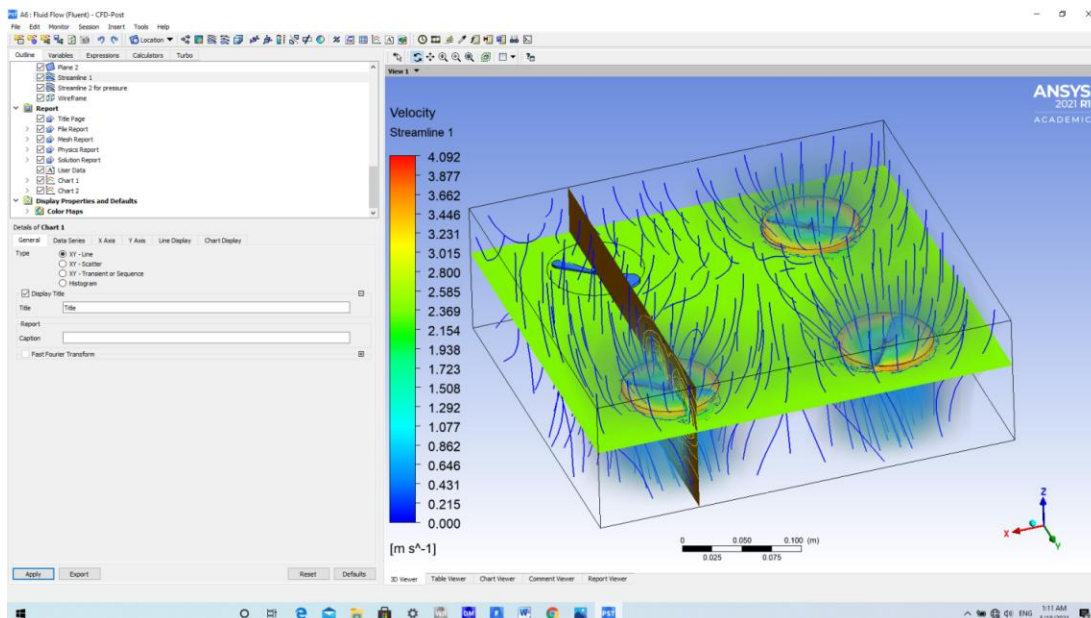 A6 : Fluid Flow (Fluent) - CFD-Post
File Edit Monitor Session Insert Tools Help
Location
Outline Variables Expressions Calculators Turbo
Plane 2
Streamline 1
Streamline 2 for pressure
Wireframe
Report
Title Page
File Report
Mesh Report
Physics Report
Solution Report
User Data
Chart 1
Chart 2
Display Properties and Defaults
Color Maps
Details of Chart 1
General Data Series X Axis Y Axis Line Display Chart Display
Type XY - Line
XY - Scatter
XY - Transient or Sequence
Histogram
Display Title
Title Title
Report
Caption
Fast Fourier Transform
Apply Export Reset Defaults
View 1
ANSYS
2021 R1
ACADEMIC
Velocity
Streamline 1
4.092
3.877
3.662
3.446
3.231
3.015
2.800
2.585
2.369
2.154
1.938
1.723
1.508
1.292
1.077
0.862
0.646
0.431
0.215
0.000
[m s^-1]
0 0.050 0.100 (m)
0.025 0.075
Z
X
Y
3D Viewer Table Viewer Chart Viewer Comment Viewer Report Viewer
ENG 1:11 AM